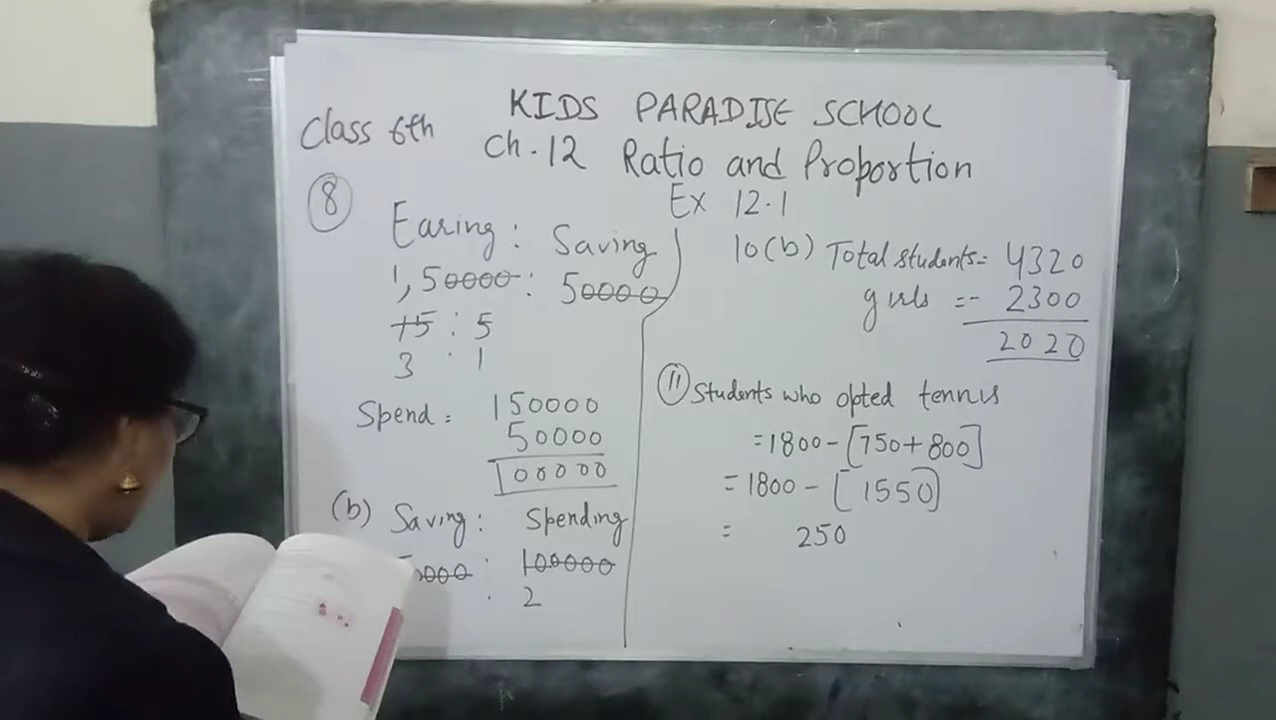 KIDS PARADISE SCHOOL
Class 6th
Ch. 12 Ratio and Proportion
Ex 12.1
8
Earing : Saving
1,50000 : 50000
15 : 5
3 : 1
Spend = 150000
50000
100000
(b) Saving : Spending
0000 : 100000
: 2
10(b) Total students = 4320
girls = - 2300
2020
11 Students who opted tennis
= 1800 - [750 + 800]
= 1800 - [1550]
= 250